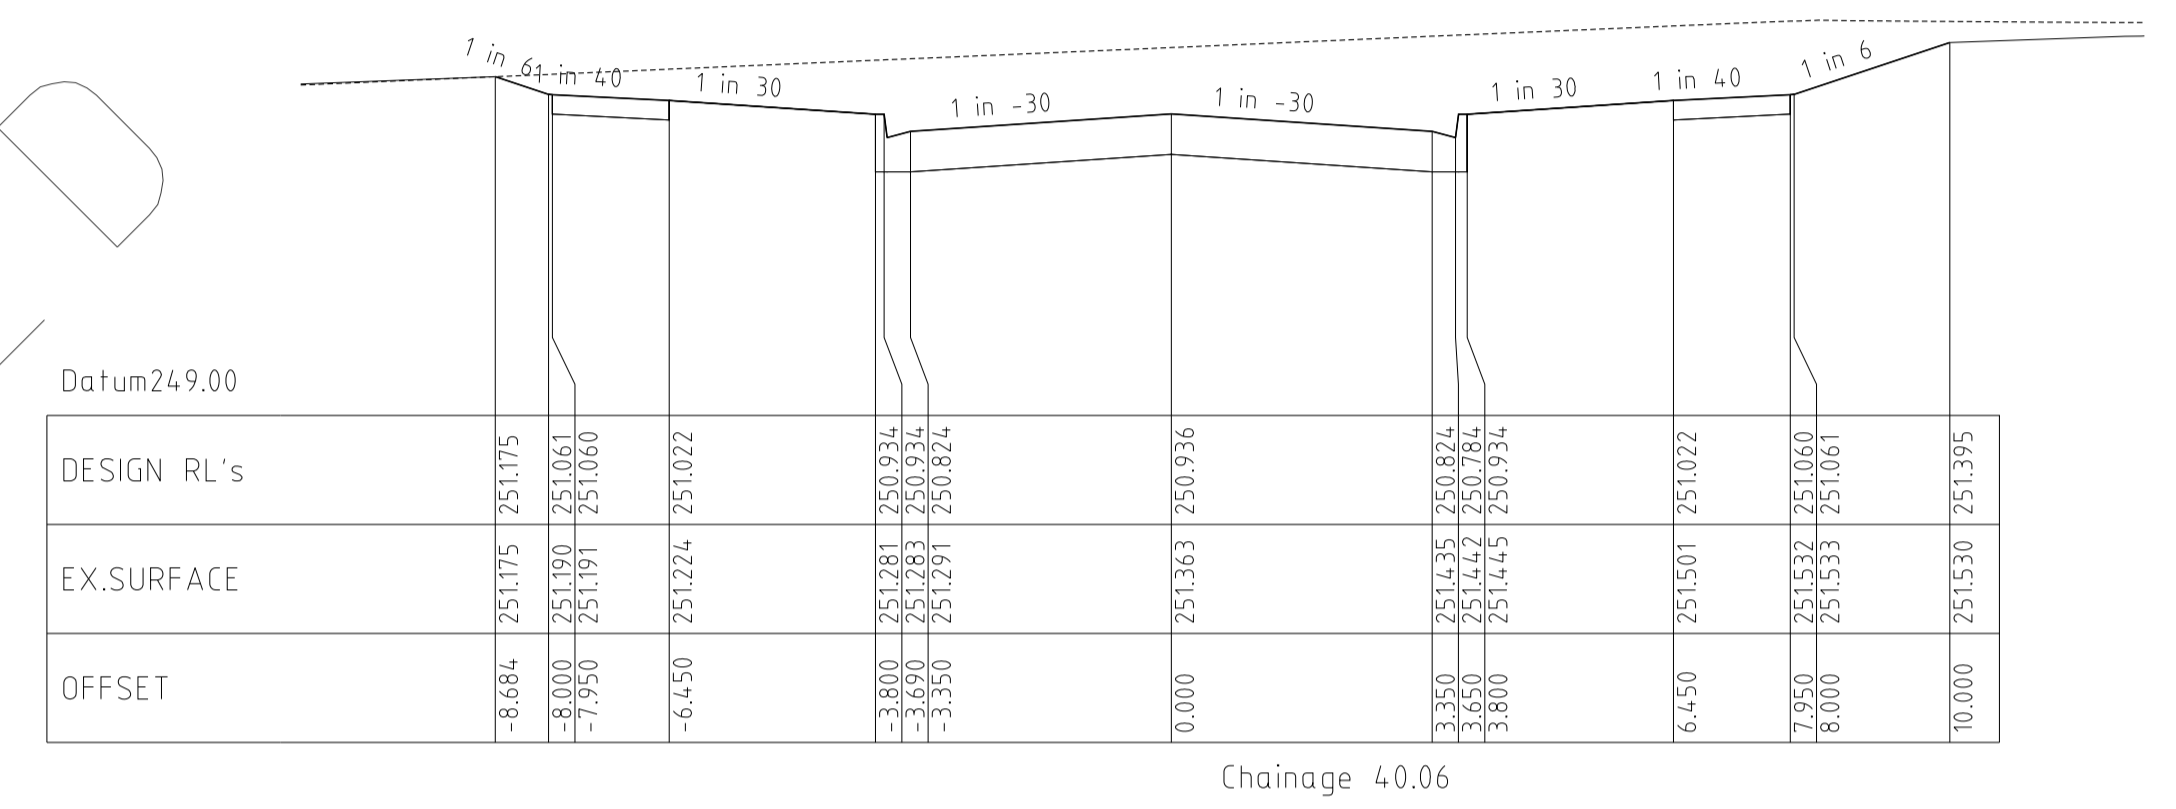 1 in 6
1 in 40
1 in 30
1 in -30
1 in -30
1 in 30
1 in 40
1 in 6
Datum249.00
DESIGN RL's 251.175 251.061 251.060 251.022 250.934 250.934 250.824 250.936 250.824 250.784 250.934 251.022 251.060 251.061 251.395
EX.SURFACE 251.175 251.190 251.191 251.224 251.281 251.283 251.291 251.363 251.435 251.442 251.445 251.501 251.532 251.533 251.530
OFFSET -8.684 -8.000 -7.950 -6.450 -3.800 -3.690 -3.350 0.000 3.350 3.650 3.800 6.450 7.950 8.000 10.000
Chainage 40.06